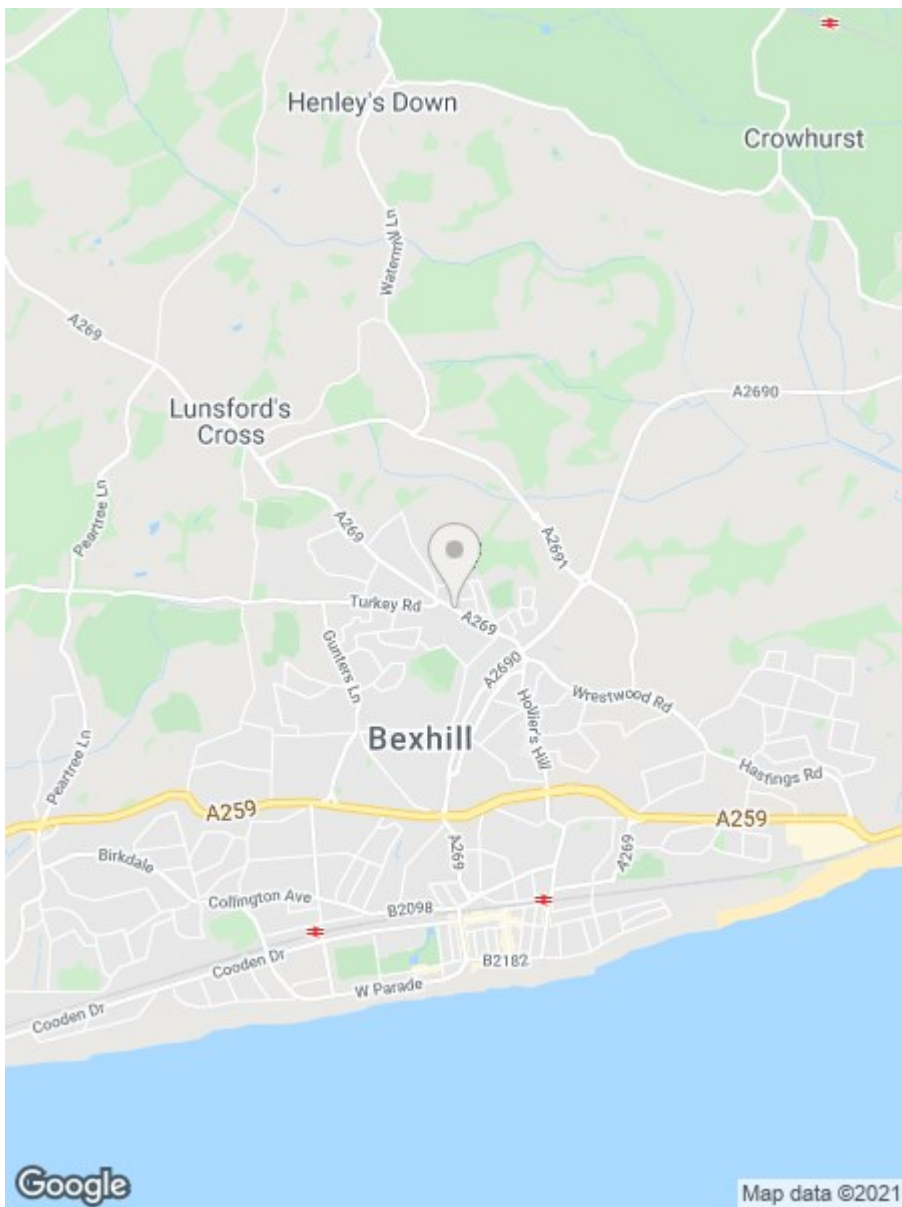 Henley's Down
Crowhurst
Watermill Ln
A269
A2690
Lunsford's
Cross
Peartree Ln
A269
A2691
Turkey Rd
A269
Gunters Ln
A2690
Wrestwood Rd
Hollier's Hill
Bexhill
Peartree Ln
Hastings Rd
A259
A259
Birkdale
A269
A269
Collington Ave
B2098
Cooden Dr
B2182
W Parade
Cooden Dr
Google
Map data ©2021